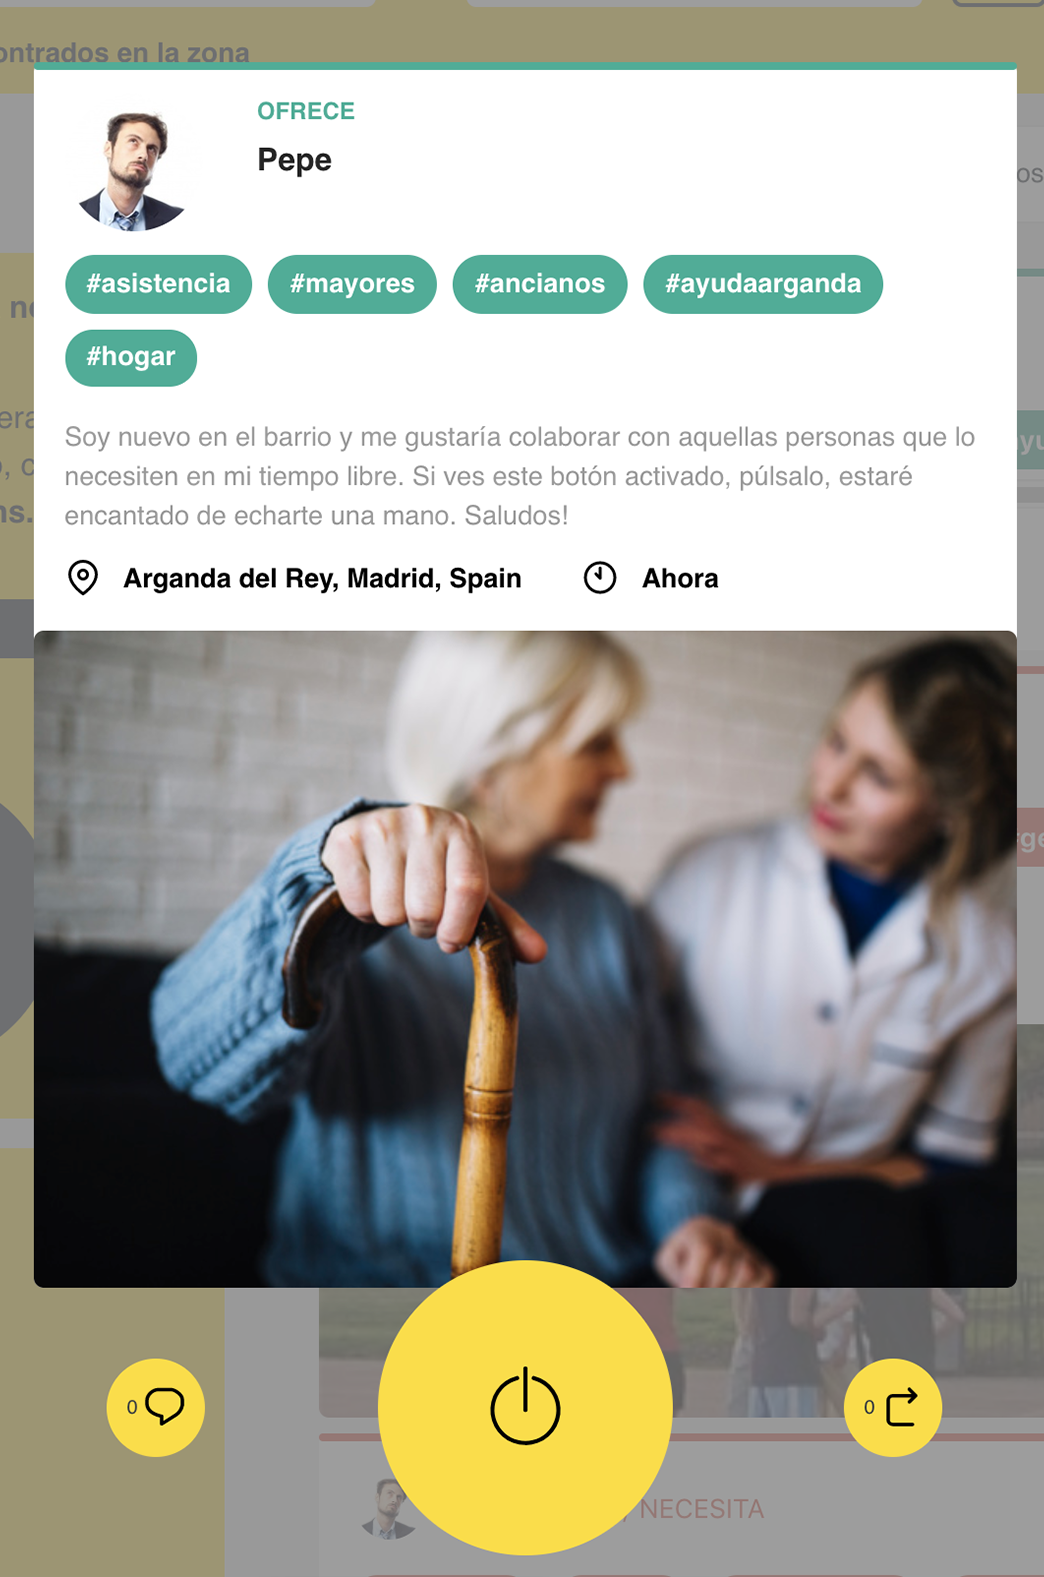 ontrados en la zona
OFRECE
Pepe
#asistencia #mayores #ancianos #ayudaarganda
#hogar
Soy nuevo en el barrio y me gustaría colaborar con aquellas personas que lo
necesiten en mi tiempo libre. Si ves este botón activado, púlsalo, estaré
encantado de echarte una mano. Saludos!
Arganda del Rey, Madrid, Spain Ahora
0 0
NECESITA